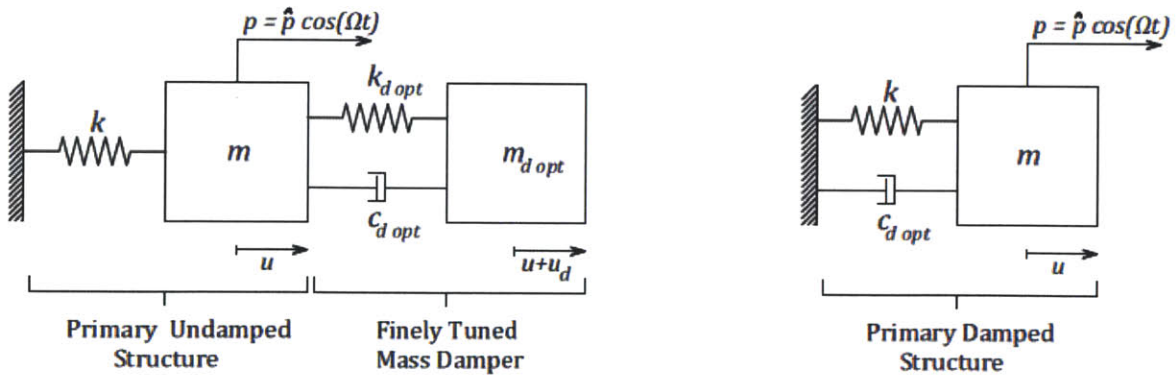 p = p̂ cos(Ωt)
k
m
k_d opt
c_d opt
m_d opt
u
u+u_d
Primary Undamped
Structure
Finely Tuned
Mass Damper
p = p̂ cos(Ωt)
k
m
c_d opt
u
Primary Damped
Structure